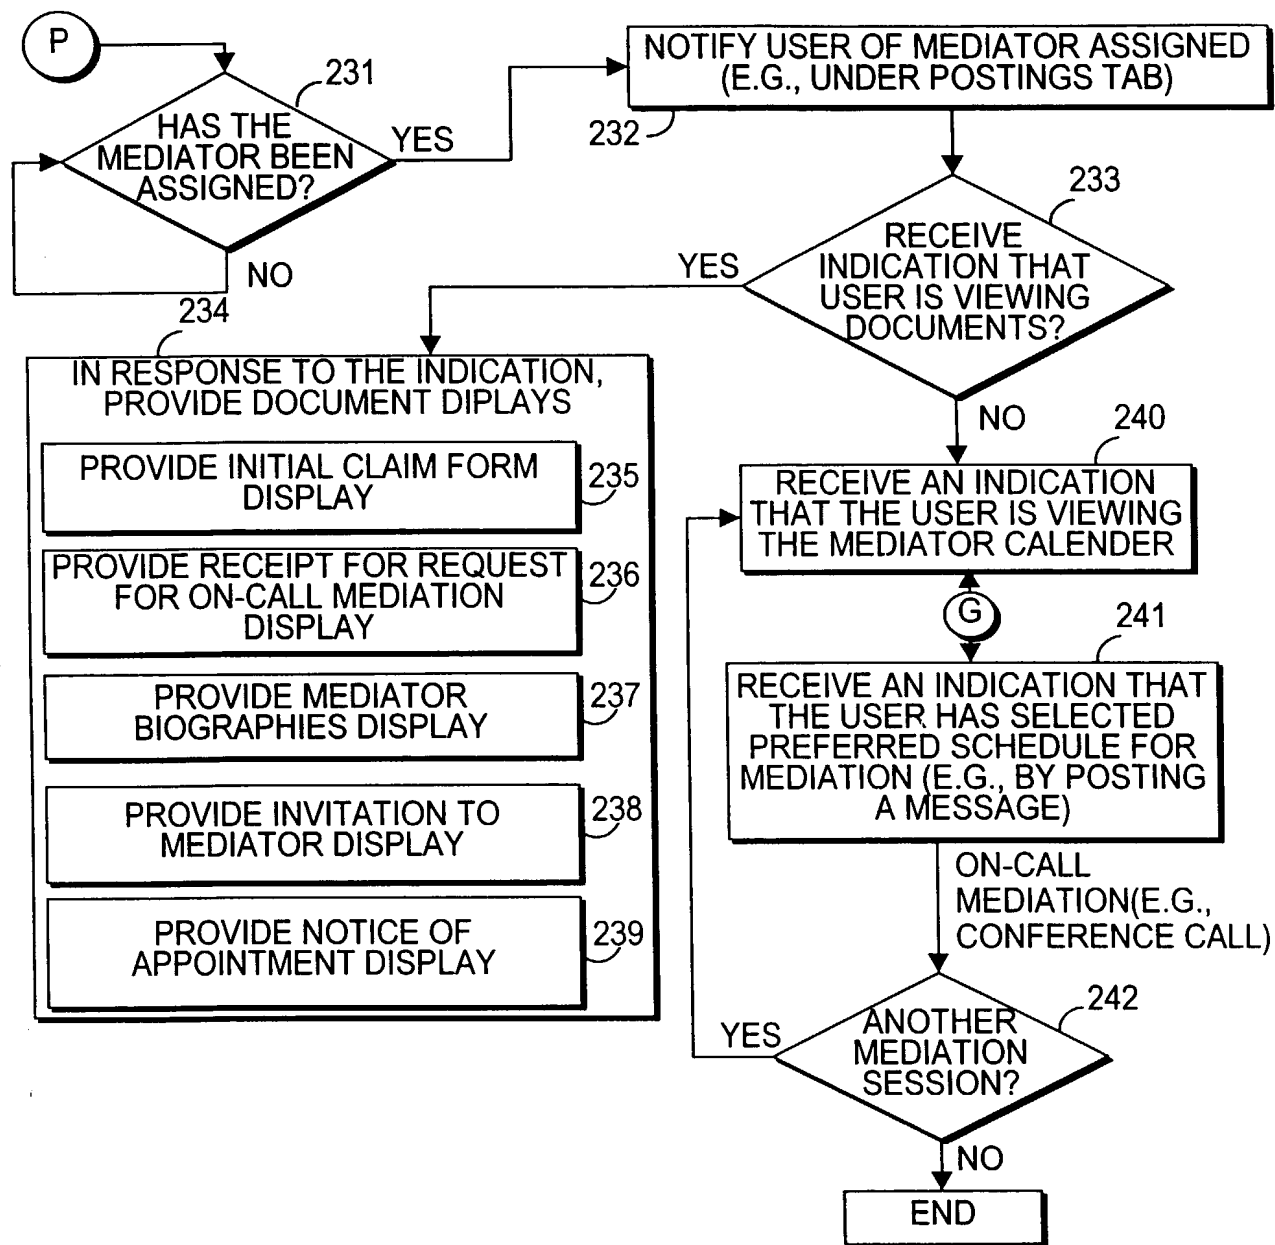 P
231
HAS THE
MEDIATOR BEEN
ASSIGNED?
YES
NO
NOTIFY USER OF MEDIATOR ASSIGNED
(E.G., UNDER POSTINGS TAB)
232
233
RECEIVE
INDICATION THAT
USER IS VIEWING
DOCUMENTS?
YES
NO
234
IN RESPONSE TO THE INDICATION,
PROVIDE DOCUMENT DIPLAYS
PROVIDE INITIAL CLAIM FORM
DISPLAY
235
PROVIDE RECEIPT FOR REQUEST
FOR ON-CALL MEDIATION
DISPLAY
236
PROVIDE MEDIATOR
BIOGRAPHIES DISPLAY
237
PROVIDE INVITATION TO
MEDIATOR DISPLAY
238
PROVIDE NOTICE OF
APPOINTMENT DISPLAY
239
240
RECEIVE AN INDICATION
THAT THE USER IS VIEWING
THE MEDIATOR CALENDER
G
241
RECEIVE AN INDICATION THAT
THE USER HAS SELECTED
PREFERRED SCHEDULE FOR
MEDIATION (E.G., BY POSTING
A MESSAGE)
ON-CALL
MEDIATION(E.G.,
CONFERENCE CALL)
242
ANOTHER
MEDIATION
SESSION?
YES
NO
END